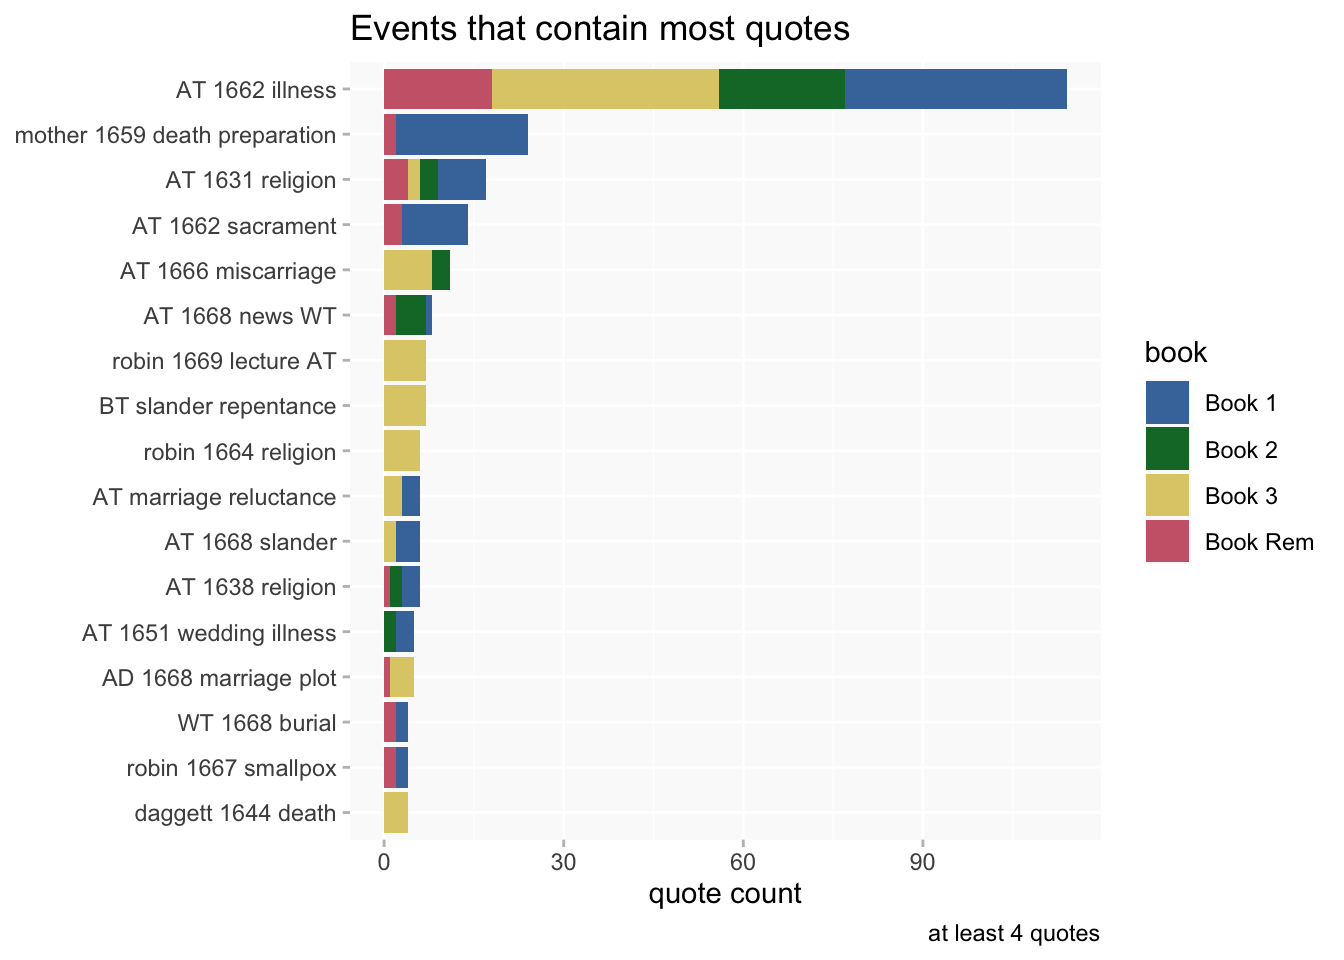 Events that contain most quotes
AT 1662 illness
mother 1659 death preparation
AT 1631 religion
AT 1662 sacrament
AT 1666 miscarriage
AT 1668 news WT
robin 1669 lecture AT
BT slander repentance
robin 1664 religion
AT marriage reluctance
AT 1668 slander
AT 1638 religion
AT 1651 wedding illness
AD 1668 marriage plot
WT 1668 burial
robin 1667 smallpox
daggett 1644 death
0 30 60 90
quote count
at least 4 quotes
book
Book 1
Book 2
Book 3
Book Rem